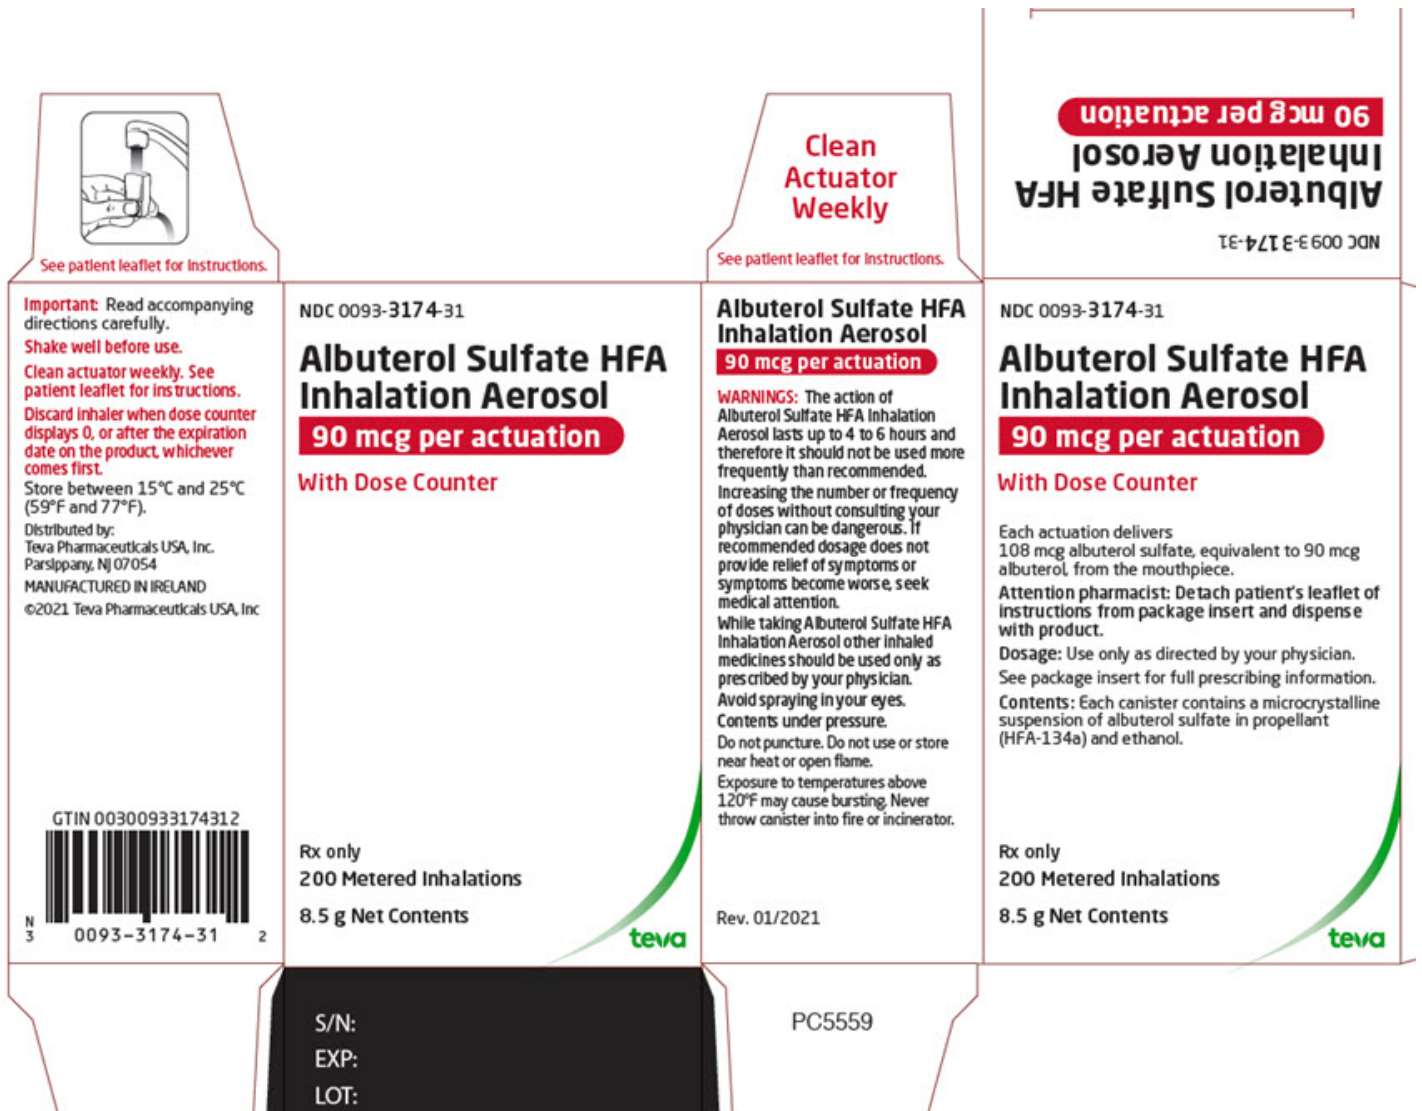 See patient leaflet for Instructions.
Important: Read accompanying
directions carefully.
Shake well before use.
Clean actuator weekly. See
patient leaflet for instructions.
Discard inhaler when dose counter
displays 0, or after the expiration
date on the product, whichever
comes first.
Store between 15°C and 25°C
(59°F and 77°F).
Distributed by:
Teva Pharmaceuticals USA, Inc.
Parsippany, NJ 07054
MANUFACTURED IN IRELAND
©2021 Teva Pharmaceuticals USA, Inc
GTIN 00300933174312
N
3
0093-3174-31
2
NDC 0093-3174-31
Albuterol Sulfate HFA
Inhalation Aerosol
90 mcg per actuation
With Dose Counter
Rx only
200 Metered Inhalations
8.5 g Net Contents
teva
S/N:
EXP:
LOT:
Clean
Actuator
Weekly
See patient leaflet for Instructions.
Albuterol Sulfate HFA
Inhalation Aerosol
90 mcg per actuation
WARNINGS: The action of
Albuterol Sulfate HFA Inhalation
Aerosol lasts up to 4 to 6 hours and
therefore it should not be used more
frequently than recommended.
Increasing the number or frequency
of doses without consulting your
physician can be dangerous. If
recommended dosage does not
provide relief of symptoms or
symptoms become worse, seek
medical attention.
While taking Albuterol Sulfate HFA
Inhalation Aerosol other inhaled
medicines should be used only as
prescribed by your physician.
Avoid spraying in your eyes.
Contents under pressure.
Do not puncture. Do not use or store
near heat or open flame.
Exposure to temperatures above
120°F may cause bursting. Never
throw canister into fire or incinerator.
Rev. 01/2021
PC5559
NDC 0093-3174-31
Albuterol Sulfate HFA
Inhalation Aerosol
90 mcg per actuation
NDC 0093-3174-31
Albuterol Sulfate HFA
Inhalation Aerosol
90 mcg per actuation
With Dose Counter
Each actuation delivers
108 mcg albuterol sulfate, equivalent to 90 mcg
albuterol, from the mouthpiece.
Attention pharmacist: Detach patient's leaflet of
instructions from package insert and dispense
with product.
Dosage: Use only as directed by your physician.
See package insert for full prescribing information.
Contents: Each canister contains a microcrystalline
suspension of albuterol sulfate in propellant
(HFA-134a) and ethanol.
Rx only
200 Metered Inhalations
8.5 g Net Contents
teva